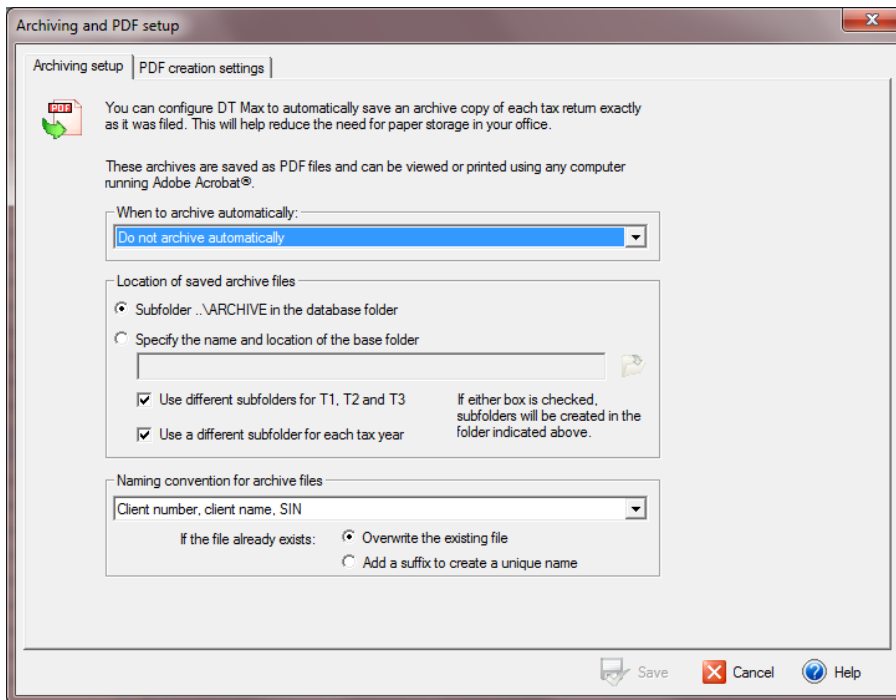 Archiving and PDF setup
Archiving setup
PDF creation settings
PDF
You can configure DT Max to automatically save an archive copy of each tax return exactly
as it was filed. This will help reduce the need for paper storage in your office.
These archives are saved as PDF files and can be viewed or printed using any computer
running Adobe Acrobat®.
When to archive automatically:
Do not archive automatically
Location of saved archive files
Subfolder ..\ARCHIVE in the database folder
Specify the name and location of the base folder
Use different subfolders for T1, T2 and T3
Use a different subfolder for each tax year
If either box is checked,
subfolders will be created in the
folder indicated above.
Naming convention for archive files
Client number, client name, SIN
If the file already exists:
Overwrite the existing file
Add a suffix to create a unique name
Save
Cancel
Help